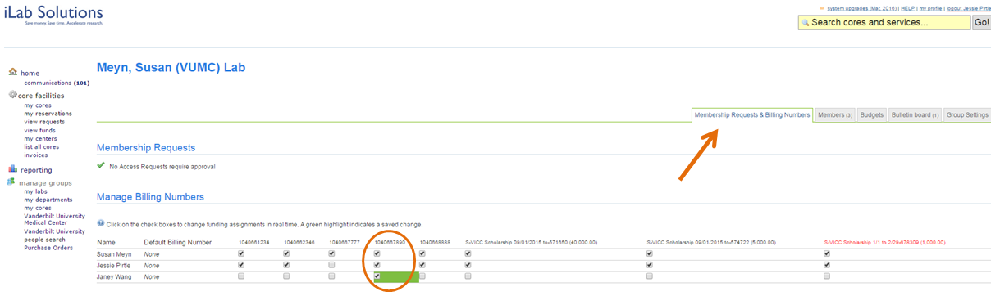 iLab Solutions
Save money Save time. Accelerate research.
system upgrades (Mar, 2016) | HELP | my profile | logout Jessie Pirtle
Search cores and services... Go!
home
communications (101)
core facilities
my cores
my reservations
view requests
view funds
my centers
list all cores
invoices
reporting
manage groups
my labs
my departments
my cores
Vanderbilt University
Medical Center
Vanderbilt University
people search
Purchase Orders
Meyn, Susan (VUMC) Lab
Membership Requests & Billing Numbers Members (3) Budgets Bulletin board (1) Group Settings
Membership Requests
No Access Requests require approval
Manage Billing Numbers
Click on the check boxes to change funding assignments in real time. A green highlight indicates a saved change.
Name Default Billing Number 1040661234 1040662346 1040667777 1040667890 1040668888 S-VICC Scholarship 09/01/2015 to-571650 (40,000.00) S-VICC Scholarship 09/01/2015 to-574722 (5,000.00) S-VICC Scholarship 1/1 to 2/29-678309 (1,000.00)
Susan Meyn None
Jessie Pirtle None
Janey Wang None